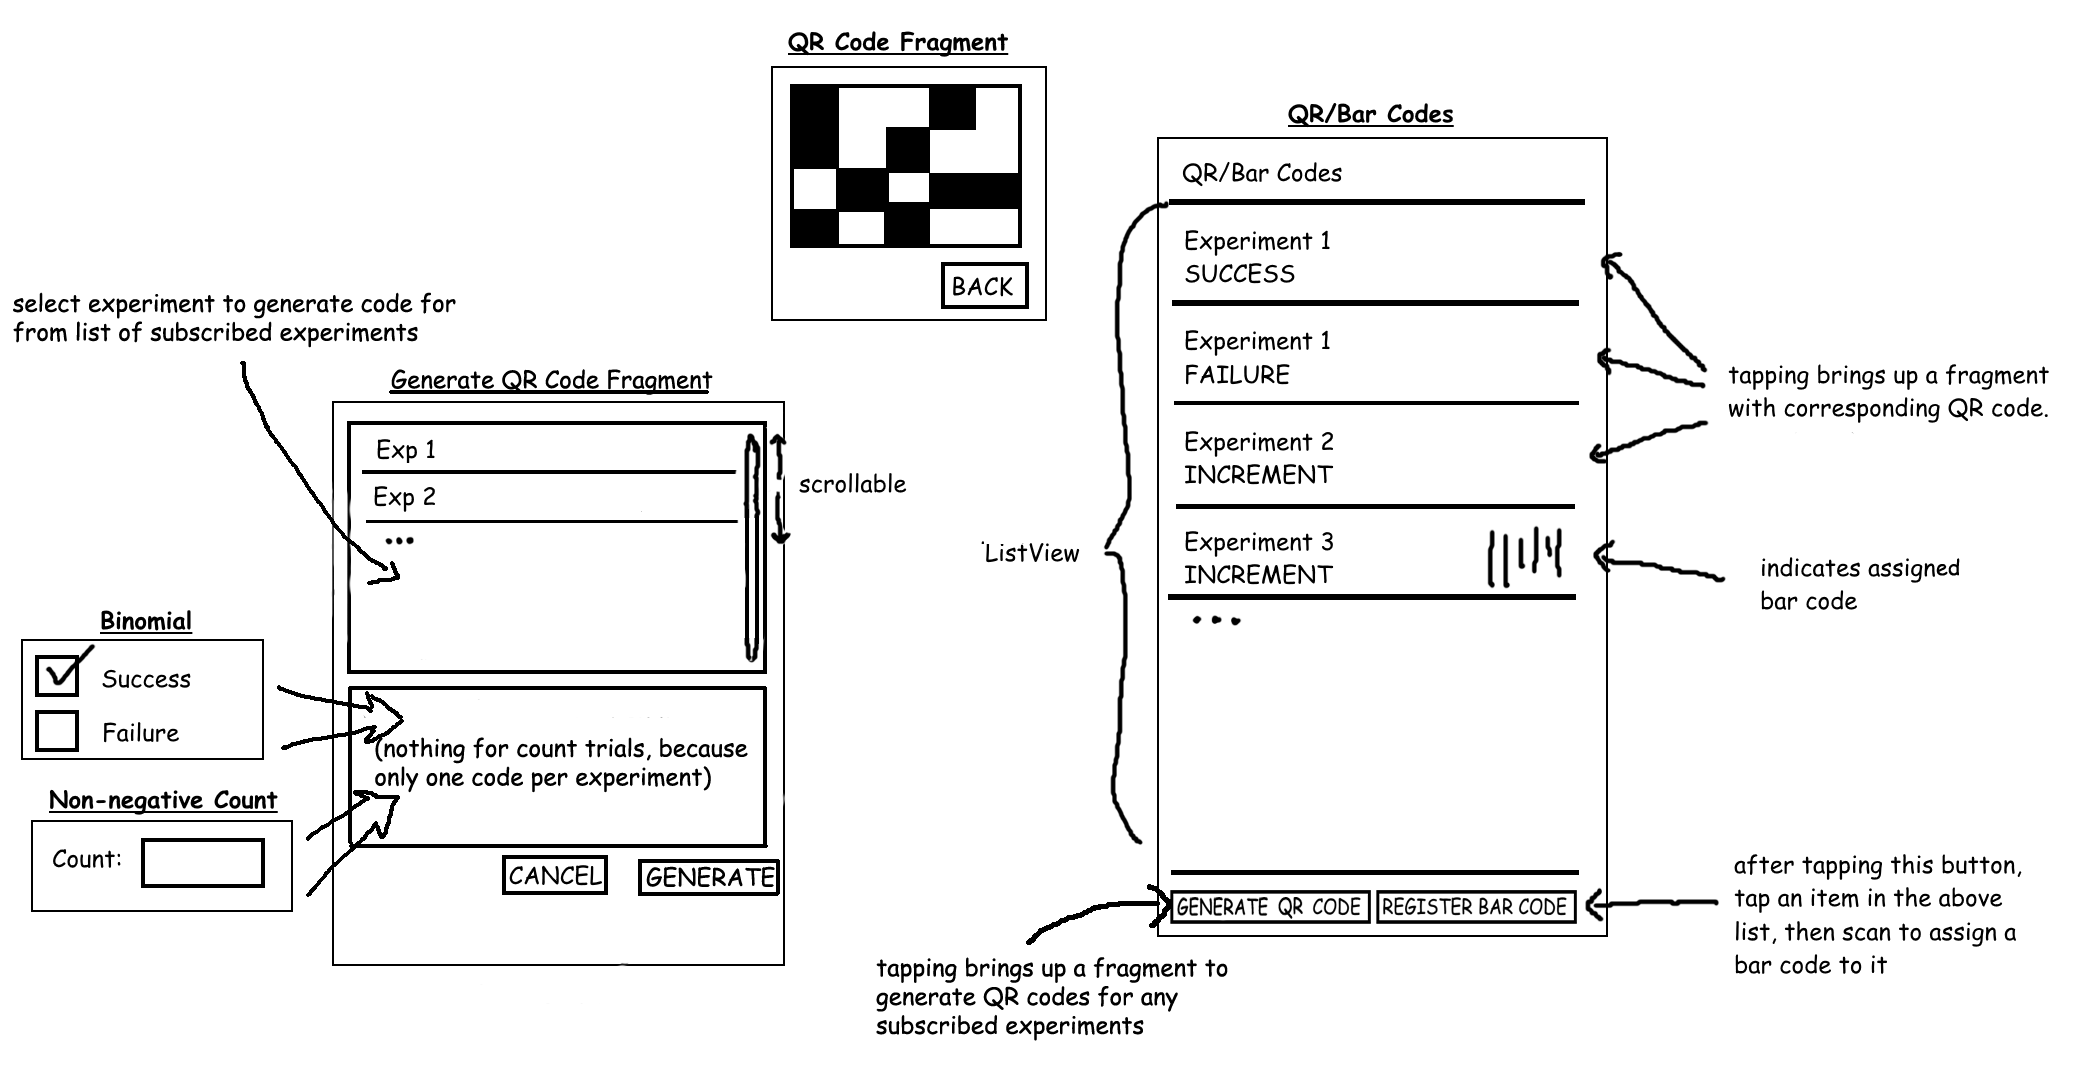 QR Code Fragment
BACK
select experiment to generate code for
from list of subscribed experiments
Generate QR Code Fragment
Exp 1
Exp 2
...
scrollable
Binomial
Success
Failure
Non-negative Count
Count:
(nothing for count trials, because
only one code per experiment)
CANCEL
GENERATE
QR/Bar Codes
QR/Bar Codes
Experiment 1
SUCCESS
Experiment 1
FAILURE
Experiment 2
INCREMENT
Experiment 3
INCREMENT
...
ListView
tapping brings up a fragment
with corresponding QR code.
indicates assigned
bar code
GENERATE QR CODE
REGISTER BAR CODE
after tapping this button,
tap an item in the above
list, then scan to assign a
bar code to it
tapping brings up a fragment to
generate QR codes for any
subscribed experiments